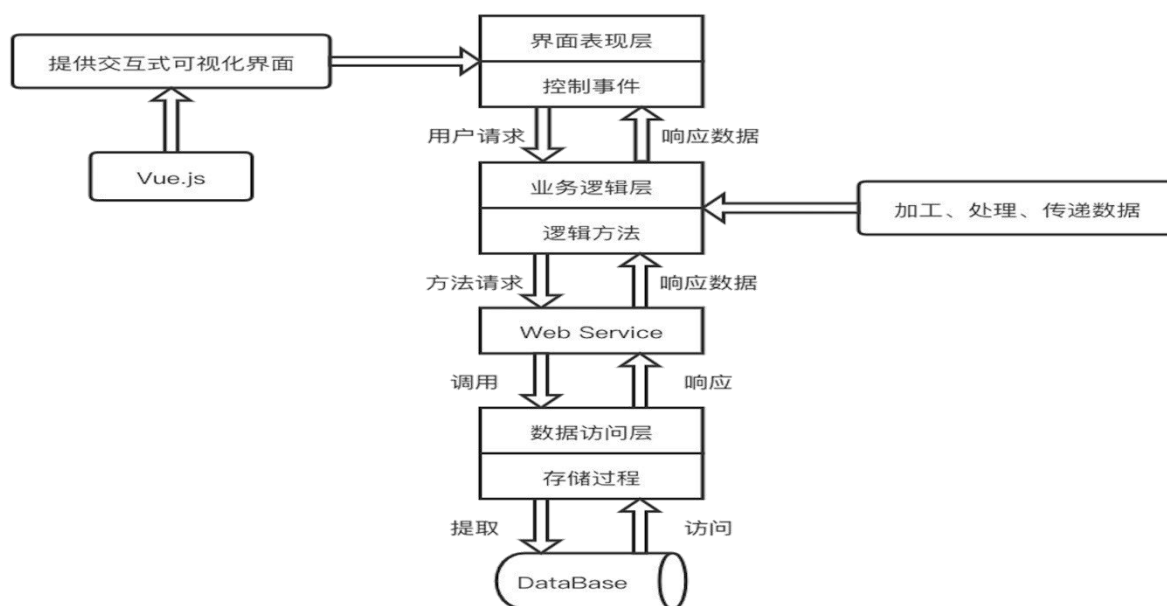 界面表现层
提供交互式可视化界面
控制事件
用户请求
响应数据
Vue.js
业务逻辑层
加工、处理、传递数据
逻辑方法
方法请求
响应数据
Web Service
调用
响应
数据访问层
存储过程
提取
访问
DataBase